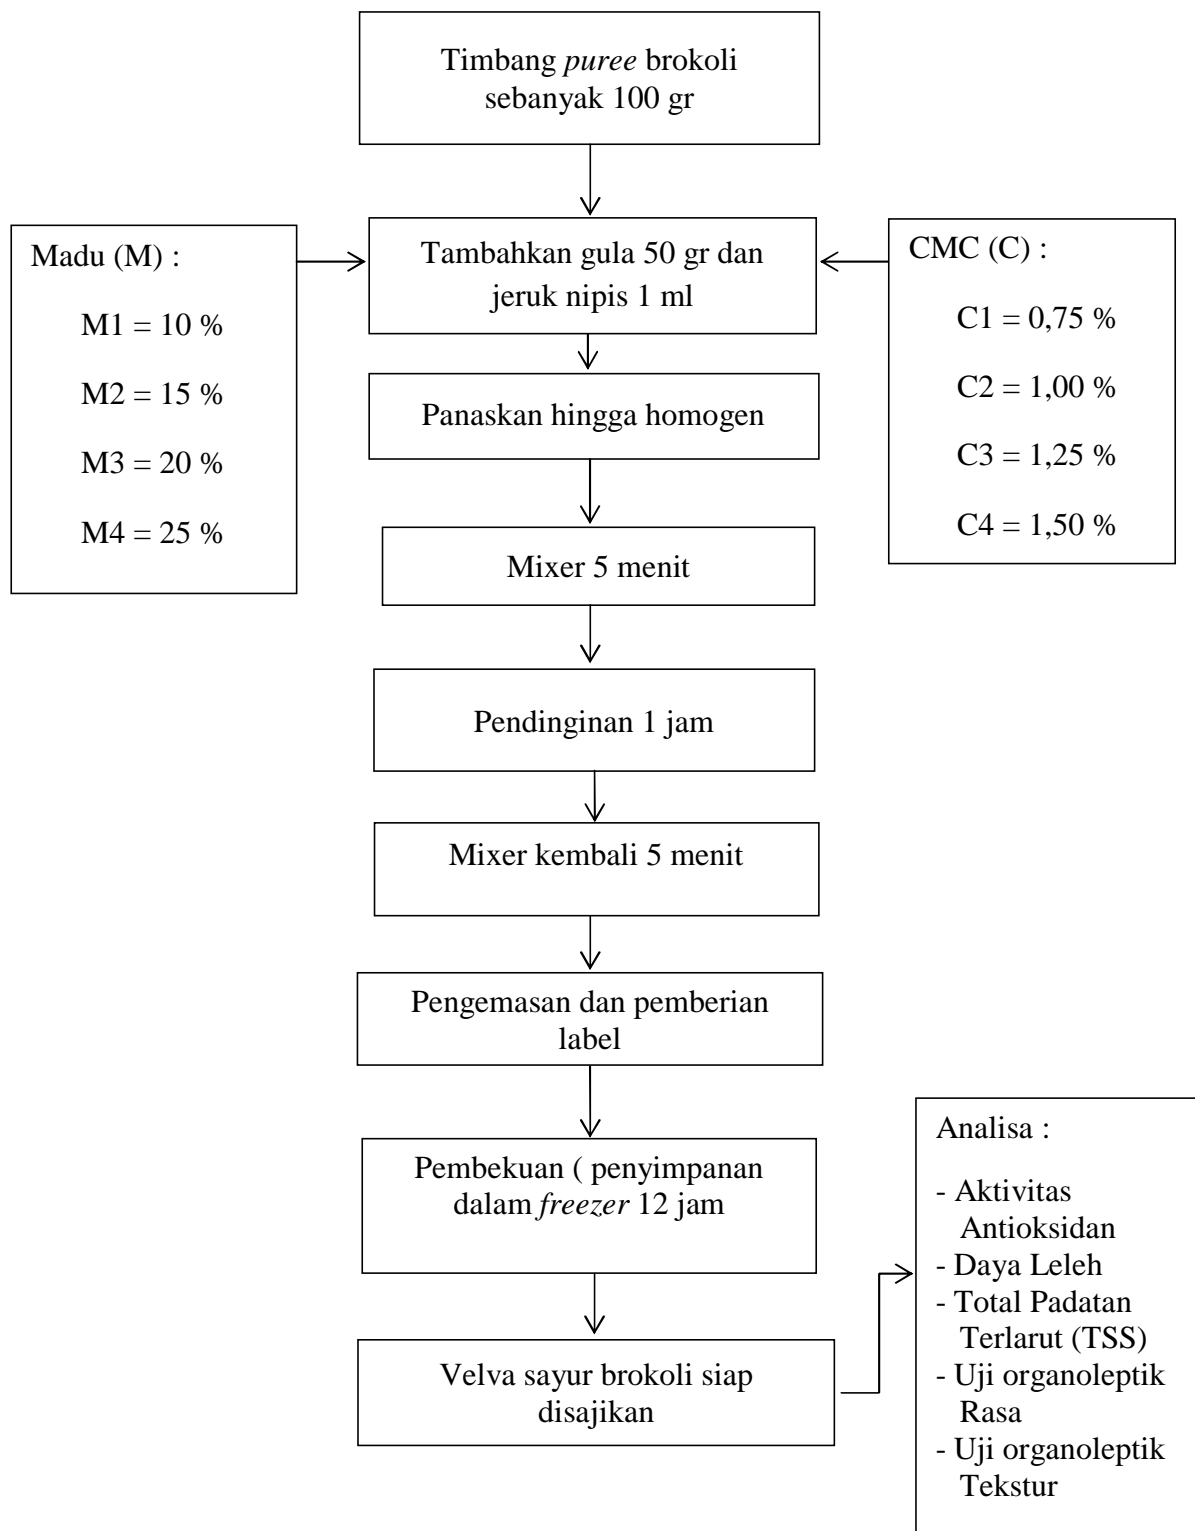 Timbang puree brokoli
sebanyak 100 gr
Madu (M) :
M1 = 10 %
M2 = 15 %
M3 = 20 %
M4 = 25 %
Tambahkan gula 50 gr dan
jeruk nipis 1 ml
CMC (C) :
C1 = 0,75 %
C2 = 1,00 %
C3 = 1,25 %
C4 = 1,50 %
Panaskan hingga homogen
Mixer 5 menit
Pendinginan 1 jam
Mixer kembali 5 menit
Pengemasan dan pemberian
label
Pembekuan ( penyimpanan
dalam freezer 12 jam
Velva sayur brokoli siap
disajikan
Analisa :
- Aktivitas
Antioksidan
- Daya Leleh
- Total Padatan
Terlarut (TSS)
- Uji organoleptik
Rasa
- Uji organoleptik
Tekstur